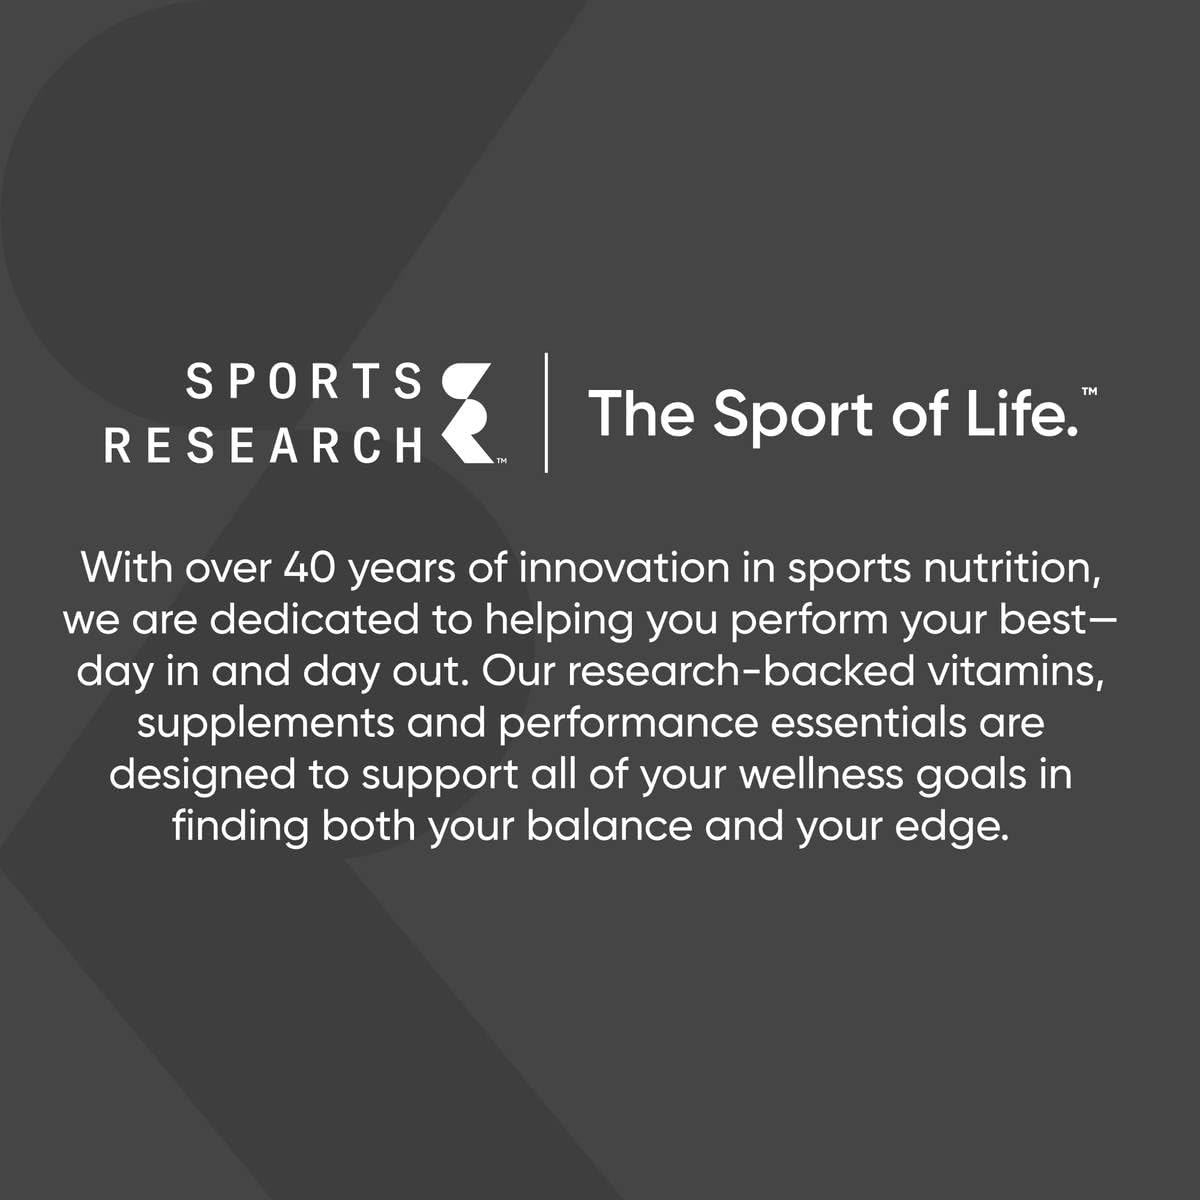 SPORTS
RESEARCH™
The Sport of Life.™
With over 40 years of innovation in sports nutrition,
we are dedicated to helping you perform your best—
day in and day out. Our research-backed vitamins,
supplements and performance essentials are
designed to support all of your wellness goals in
finding both your balance and your edge.